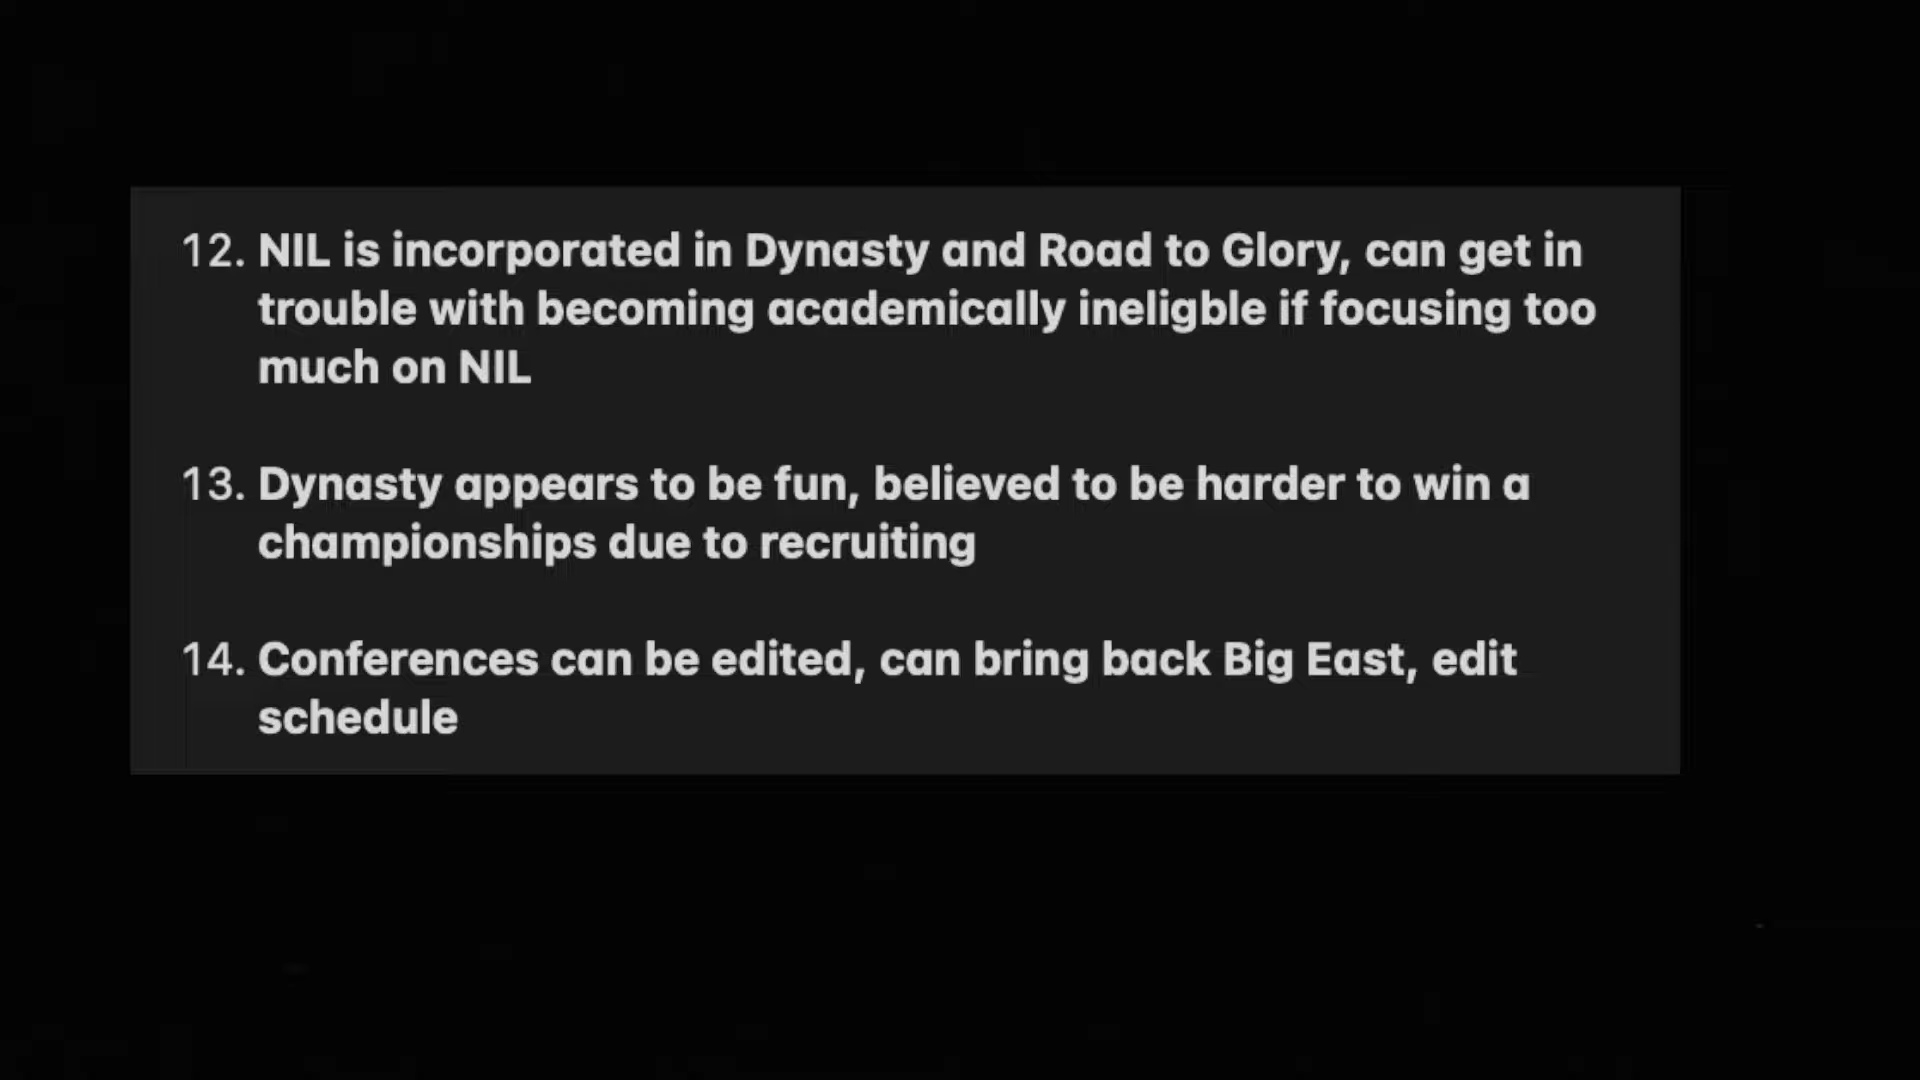 12. NIL is incorporated in Dynasty and Road to Glory, can get in
trouble with becoming academically ineligble if focusing too
much on NIL
13. Dynasty appears to be fun, believed to be harder to win a
championships due to recruiting
14. Conferences can be edited, can bring back Big East, edit
schedule